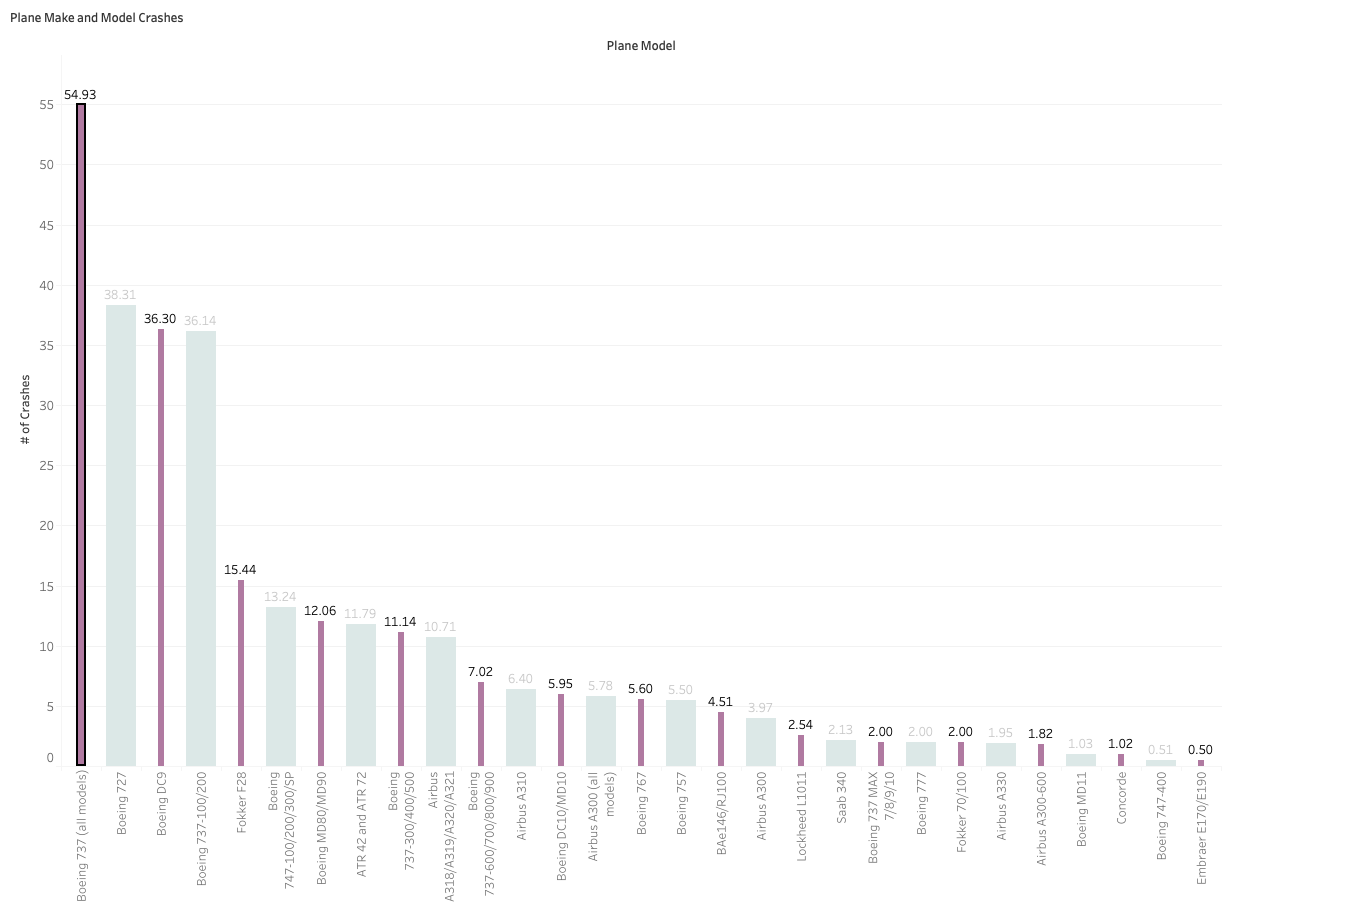 Plane Make and Model Crashes
Plane Model
# of Crashes
55
50
45
40
35
30
25
20
15
10
5
0
54.93
38.31
36.30
36.14
15.44
13.24
12.06
11.79
11.14
10.71
7.02
6.40
5.95
5.78
5.60
5.50
4.51
3.97
2.54
2.13
2.00
2.00
2.00
1.95
1.82
1.03
1.02
0.51
0.50
Boeing 737 (all models)
Boeing 727
Boeing DC9
Boeing 737-100/200
Fokker F28
Boeing
747-100/200/300/SP
Boeing MD80/MD90
ATR 42 and ATR 72
Boeing
737-300/400/500
Airbus
A318/A319/A320/A321
Boeing
737-600/700/800/900
Airbus A310
Boeing DC10/MD10
Airbus A300 (all
models)
Boeing 767
Boeing 757
BAe146/RJ100
Airbus A300
Lockheed L1011
Saab 340
Boeing 737 MAX
7/8/9/10
Boeing 777
Fokker 70/100
Airbus A330
Airbus A300-600
Boeing MD11
Concorde
Boeing 747-400
Embraer E170/E190